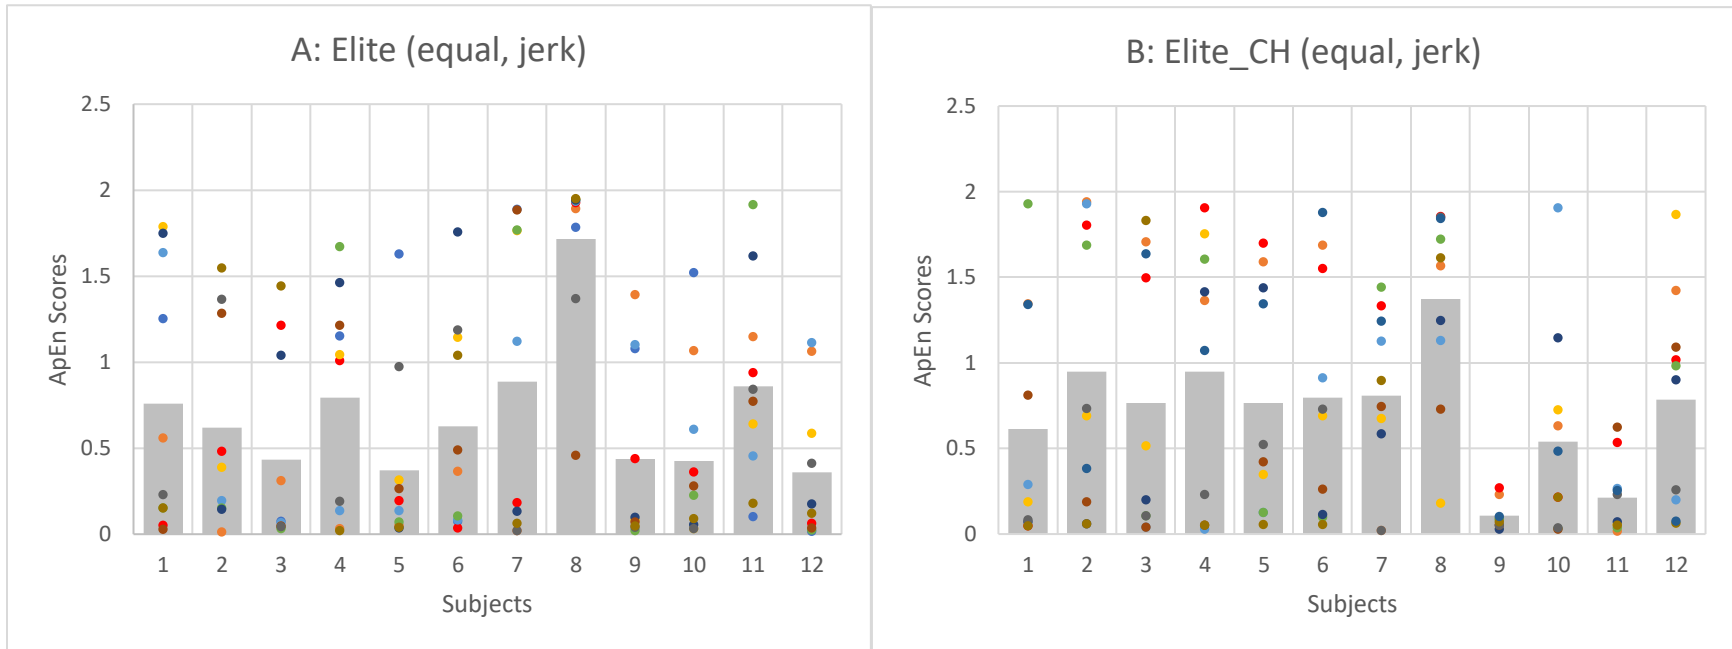 A: Elite (equal, jerk)
2.5
2
1.5
1
0.5
0
ApEn Scores
1 2 3 4 5 6 7 8 9 10 11 12
Subjects
B: Elite_CH (equal, jerk)
2.5
2
1.5
1
0.5
0
ApEn Scores
1 2 3 4 5 6 7 8 9 10 11 12
Subjects